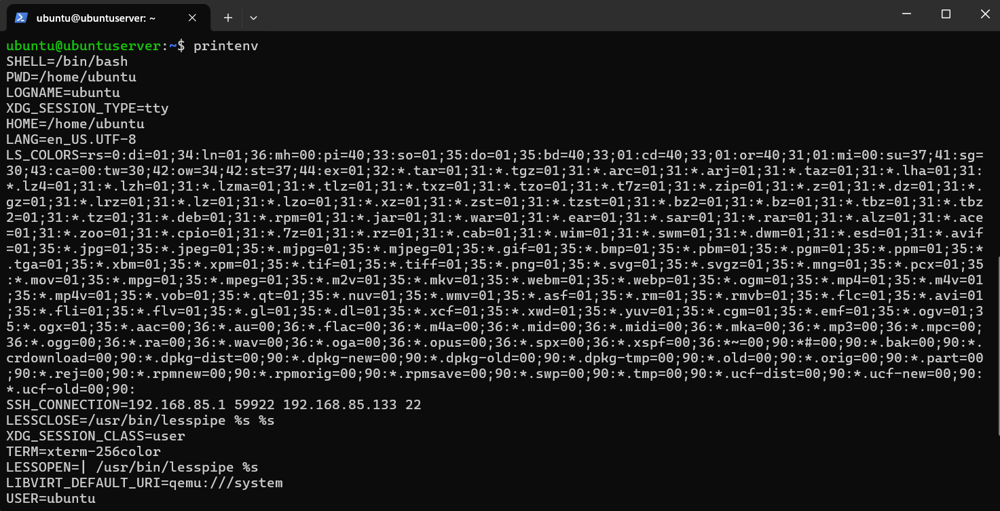 ubuntu@ubuntuserver: ~
ubuntu@ubuntuserver:~$ printenv
SHELL=/bin/bash
PWD=/home/ubuntu
LOGNAME=ubuntu
XDG_SESSION_TYPE=tty
HOME=/home/ubuntu
LANG=en_US.UTF-8
LS_COLORS=rs=0:di=01;34:ln=01;36:mh=00:pi=40;33:so=01;35:do=01;35:bd=40;33;01:cd=40;33;01:or=40;31;01:mi=00:su=37;41:sg=
30;43:ca=00:tw=30;42:ow=34;42:st=37;44:ex=01;32:*.tar=01;31:*.tgz=01;31:*.arc=01;31:*.arj=01;31:*.taz=01;31:*.lha=01;31:
*.lz4=01;31:*.lzh=01;31:*.lzma=01;31:*.tlz=01;31:*.txz=01;31:*.tzo=01;31:*.t7z=01;31:*.zip=01;31:*.z=01;31:*.dz=01;31:*.
gz=01;31:*.lrz=01;31:*.lz=01;31:*.lzo=01;31:*.xz=01;31:*.zst=01;31:*.tzst=01;31:*.bz2=01;31:*.bz=01;31:*.tbz=01;31:*.tbz
2=01;31:*.tz=01;31:*.deb=01;31:*.rpm=01;31:*.jar=01;31:*.war=01;31:*.ear=01;31:*.sar=01;31:*.rar=01;31:*.alz=01;31:*.ace
=01;31:*.zoo=01;31:*.cpio=01;31:*.7z=01;31:*.rz=01;31:*.cab=01;31:*.wim=01;31:*.swm=01;31:*.dwm=01;31:*.esd=01;31:*.avif
=01;35:*.jpg=01;35:*.jpeg=01;35:*.mjpg=01;35:*.mjpeg=01;35:*.gif=01;35:*.bmp=01;35:*.pbm=01;35:*.pgm=01;35:*.ppm=01;35:*
.tga=01;35:*.xbm=01;35:*.xpm=01;35:*.tif=01;35:*.tiff=01;35:*.png=01;35:*.svg=01;35:*.svgz=01;35:*.mng=01;35:*.pcx=01;35
:*.mov=01;35:*.mpg=01;35:*.mpeg=01;35:*.m2v=01;35:*.mkv=01;35:*.webm=01;35:*.webp=01;35:*.ogm=01;35:*.mp4=01;35:*.m4v=01
;35:*.mp4v=01;35:*.vob=01;35:*.qt=01;35:*.nuv=01;35:*.wmv=01;35:*.asf=01;35:*.rm=01;35:*.rmvb=01;35:*.flc=01;35:*.avi=01
;35:*.fli=01;35:*.flv=01;35:*.gl=01;35:*.dl=01;35:*.xcf=01;35:*.xwd=01;35:*.yuv=01;35:*.cgm=01;35:*.emf=01;35:*.ogv=01;3
5:*.ogx=01;35:*.aac=00;36:*.au=00;36:*.flac=00;36:*.m4a=00;36:*.mid=00;36:*.midi=00;36:*.mka=00;36:*.mp3=00;36:*.mpc=00;
36:*.ogg=00;36:*.ra=00;36:*.wav=00;36:*.oga=00;36:*.opus=00;36:*.spx=00;36:*.xspf=00;36:*~=00;90:*#=00;90:*.bak=00;90:*.
crdownload=00;90:*.dpkg-dist=00;90:*.dpkg-new=00;90:*.dpkg-old=00;90:*.dpkg-tmp=00;90:*.old=00;90:*.orig=00;90:*.part=00
;90:*.rej=00;90:*.rpmnew=00;90:*.rpmorig=00;90:*.rpmsave=00;90:*.swp=00;90:*.tmp=00;90:*.ucf-dist=00;90:*.ucf-new=00;90:
*.ucf-old=00;90:
SSH_CONNECTION=192.168.85.1 59922 192.168.85.133 22
LESSCLOSE=/usr/bin/lesspipe %s %s
XDG_SESSION_CLASS=user
TERM=xterm-256color
LESSOPEN=| /usr/bin/lesspipe %s
LIBVIRT_DEFAULT_URI=qemu:///system
USER=ubuntu